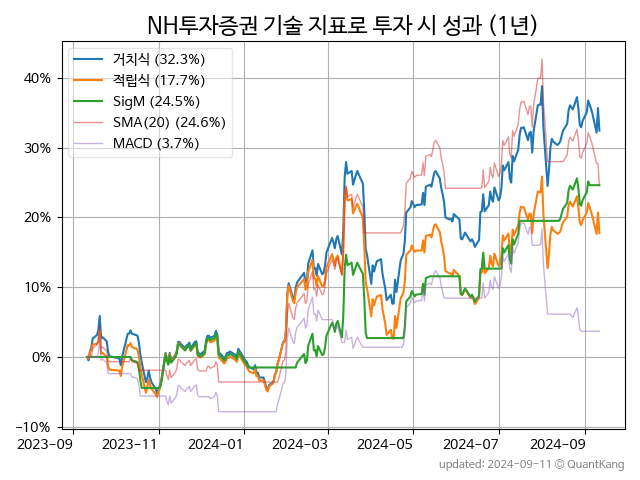 NH투자증권 기술 지표로 투자 시 성과 (1년)
거치식 (32.3%)
적립식 (17.7%)
SigM (24.5%)
SMA(20) (24.6%)
MACD (3.7%)
40%
30%
20%
10%
0%
−10%
2023-09 2023-11 2024-01 2024-03 2024-05 2024-07 2024-09
updated: 2024-09-11 © QuantKang